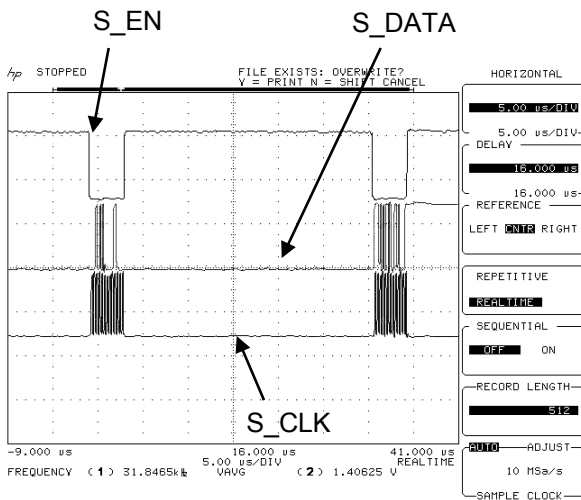 S_EN
S_DATA
hp STOPPED FILE EXISTS: OVERWRITE?
Y = PRINT N = SHIFT CANCEL
HORIZONTAL
5.00 us/DIV
5.00 us/DIV
DELAY
16.000 us
16.000 us
REFERENCE
LEFT CNTR RIGHT
REPETITIVE
REALTIME
SEQUENTIAL
OFF ON
RECORD LENGTH
512
AUTO ADJUST
10 MSa/s
SAMPLE CLOCK
S_CLK
-9.000 us 16.000 us 41.000 us
5.00 us/DIV REALTIME
FREQUENCY (1) 31.8465kHz VAVG (2) 1.40625 V